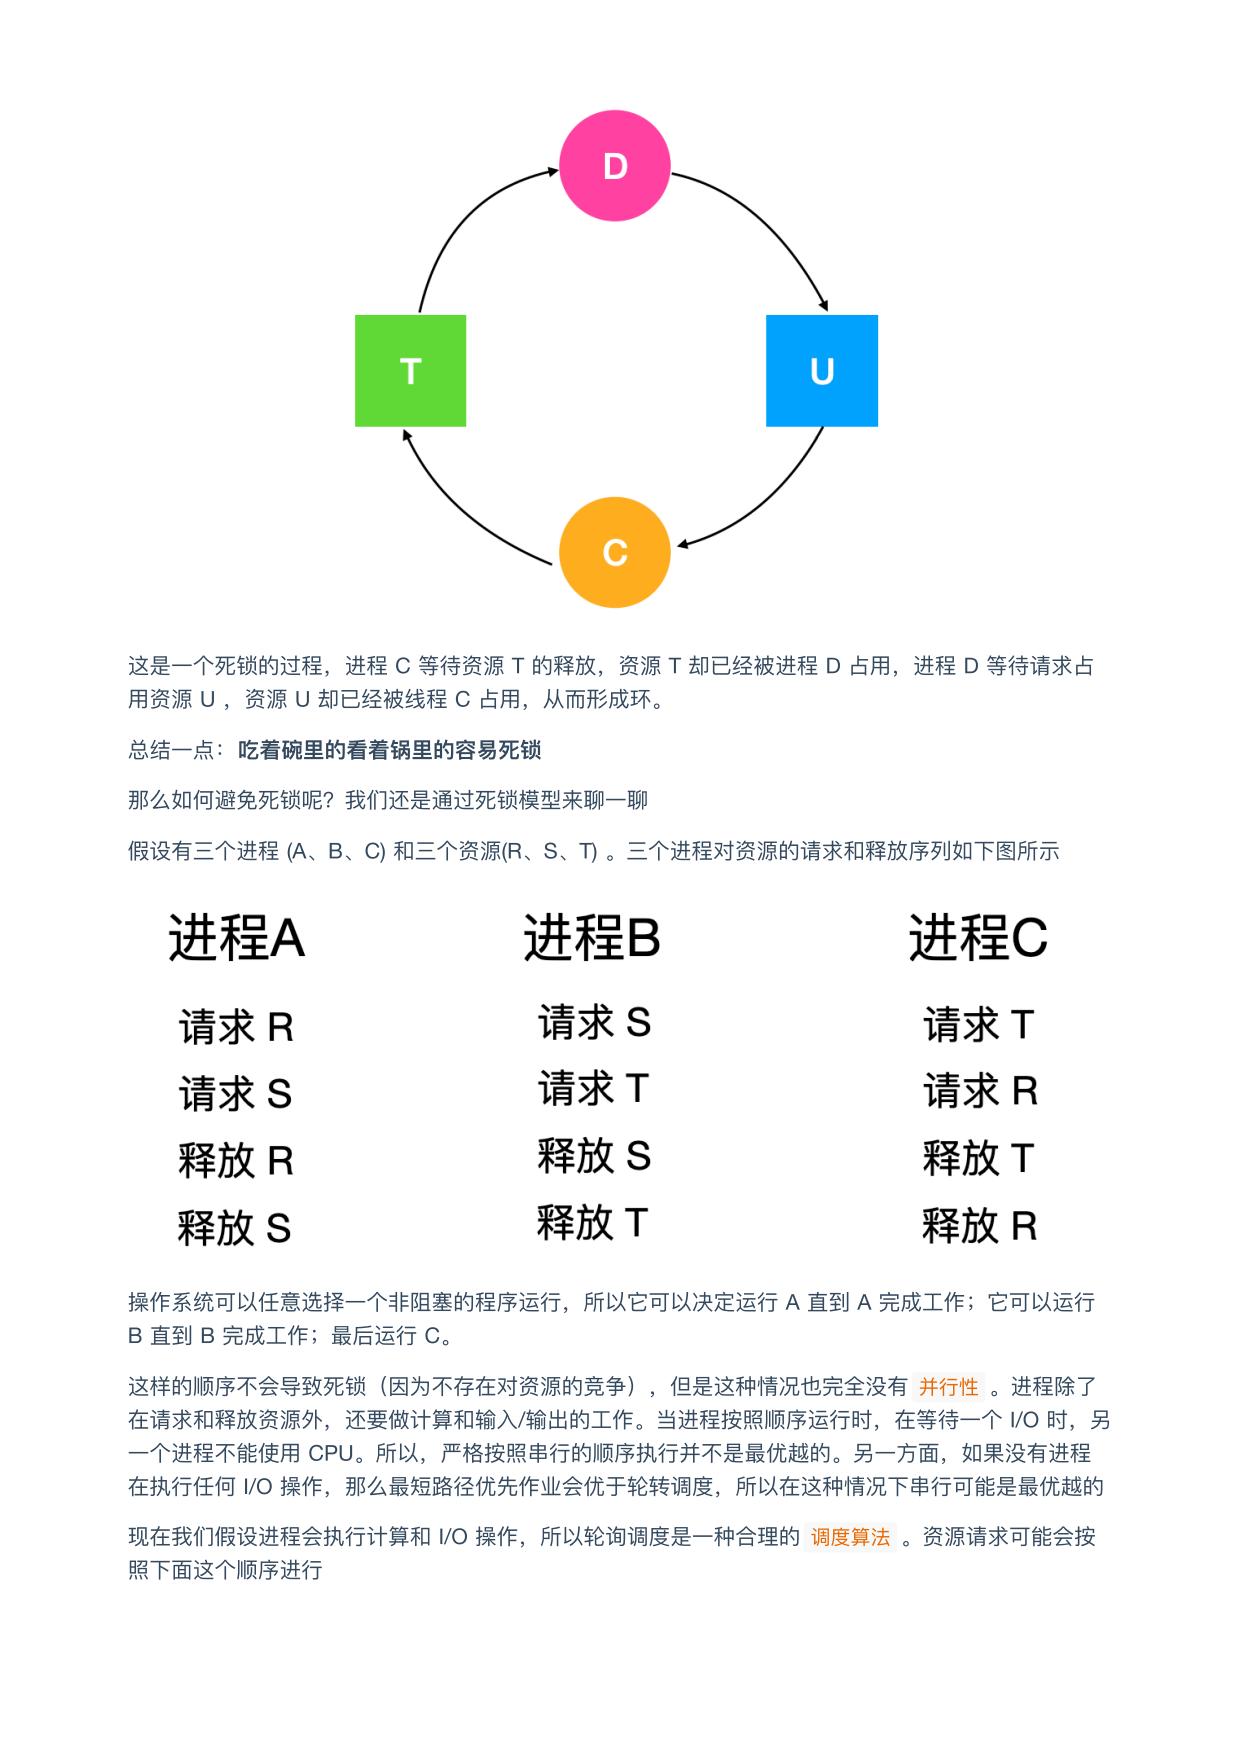 D
T
U
C
这是一个死锁的过程，进程 C 等待资源 T 的释放，资源 T 却已经被进程 D 占用，进程 D 等待请求占
用资源 U ，资源 U 却已经被线程 C 占用，从而形成环。
总结一点：吃着碗里的看着锅里的容易死锁
那么如何避免死锁呢？我们还是通过死锁模型来聊一聊
假设有三个进程 (A、B、C) 和三个资源(R、S、T) 。三个进程对资源的请求和释放序列如下图所示
进程A
请求 R
请求 S
释放 R
释放 S
进程B
请求 S
请求 T
释放 S
释放 T
进程C
请求 T
请求 R
释放 T
释放 R
操作系统可以任意选择一个非阻塞的程序运行，所以它可以决定运行 A 直到 A 完成工作；它可以运行
B 直到 B 完成工作；最后运行 C。
这样的顺序不会导致死锁（因为不存在对资源的竞争），但是这种情况也完全没有 并行性 。进程除了
在请求和释放资源外，还要做计算和输入/输出的工作。当进程按照顺序运行时，在等待一个 I/O 时，另
一个进程不能使用 CPU。所以，严格按照串行的顺序执行并不是最优越的。另一方面，如果没有进程
在执行任何 I/O 操作，那么最短路径优先作业会优于轮转调度，所以在这种情况下串行可能是最优越的
现在我们假设进程会执行计算和 I/O 操作，所以轮询调度是一种合理的 调度算法 。资源请求可能会按
照下面这个顺序进行